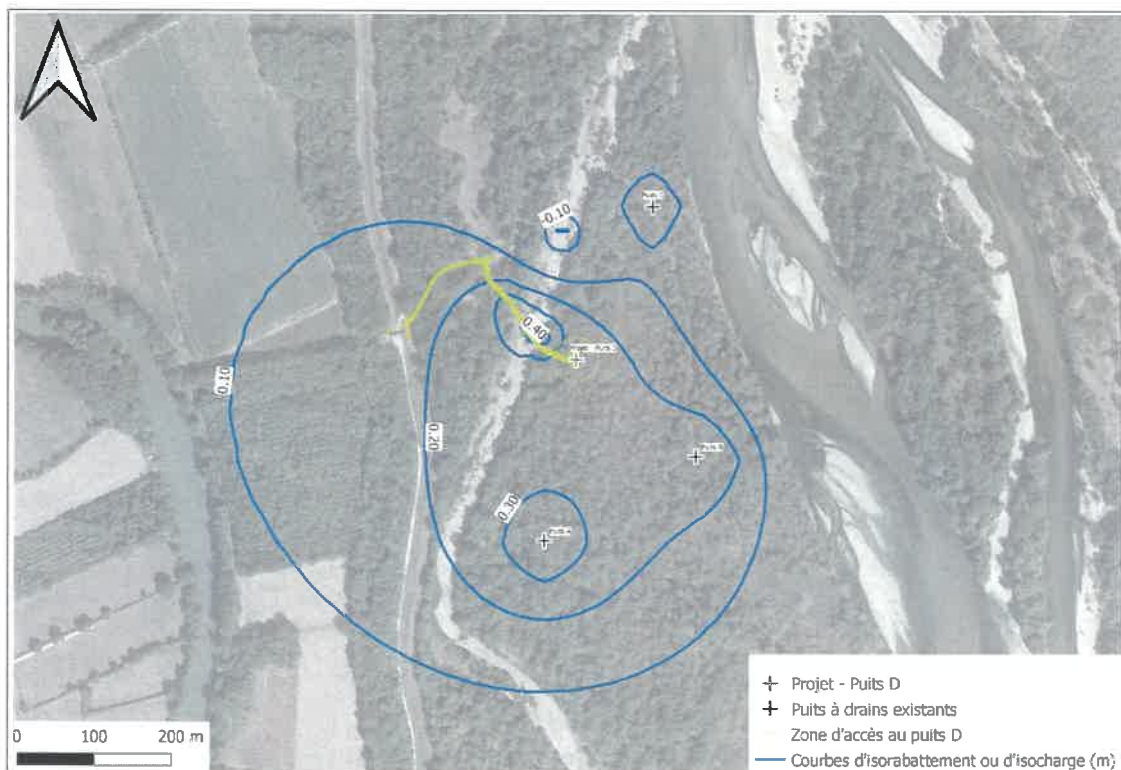 -0.10
0.40
0.10
0.20
0.30
0 100 200 m
Projet - Puits D
Puits à drains existants
Zone d'accès au puits D
Courbes d'isorabattement ou d'isocharge (m)